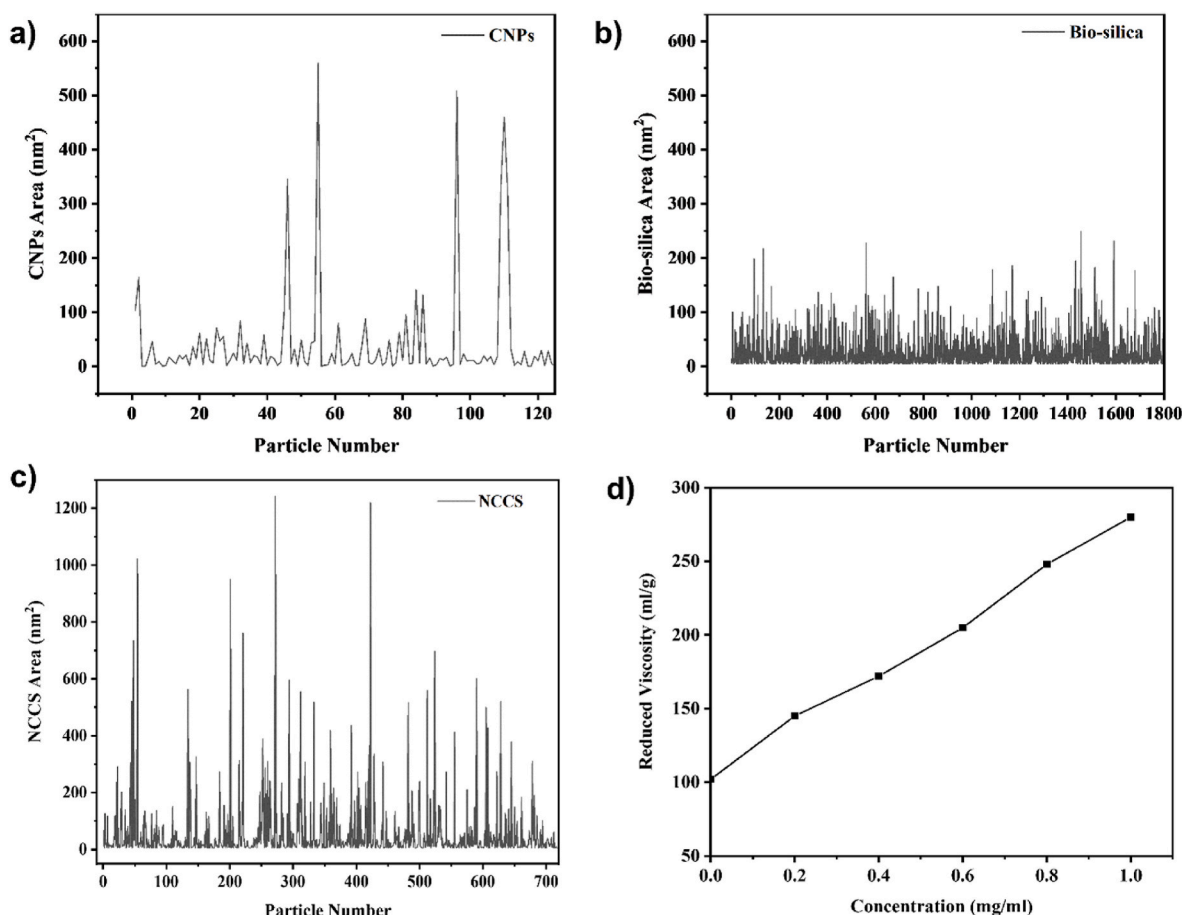 a)
CNPs
600
500
400
300
200
100
0
CNPs Area (nm²)
0 20 40 60 80 100 120
Particle Number
b)
Bio-silica
600
500
400
300
200
100
0
Bio-silica Area (nm²)
0 200 400 600 800 1000 1200 1400 1600 1800
Particle Number
c)
NCCS
1200
1000
800
600
400
200
0
NCCS Area (nm²)
0 100 200 300 400 500 600 700
Particle Number
d)
300
250
200
150
100
50
Reduced Viscosity (ml/g)
0.0 0.2 0.4 0.6 0.8 1.0
Concentration (mg/ml)